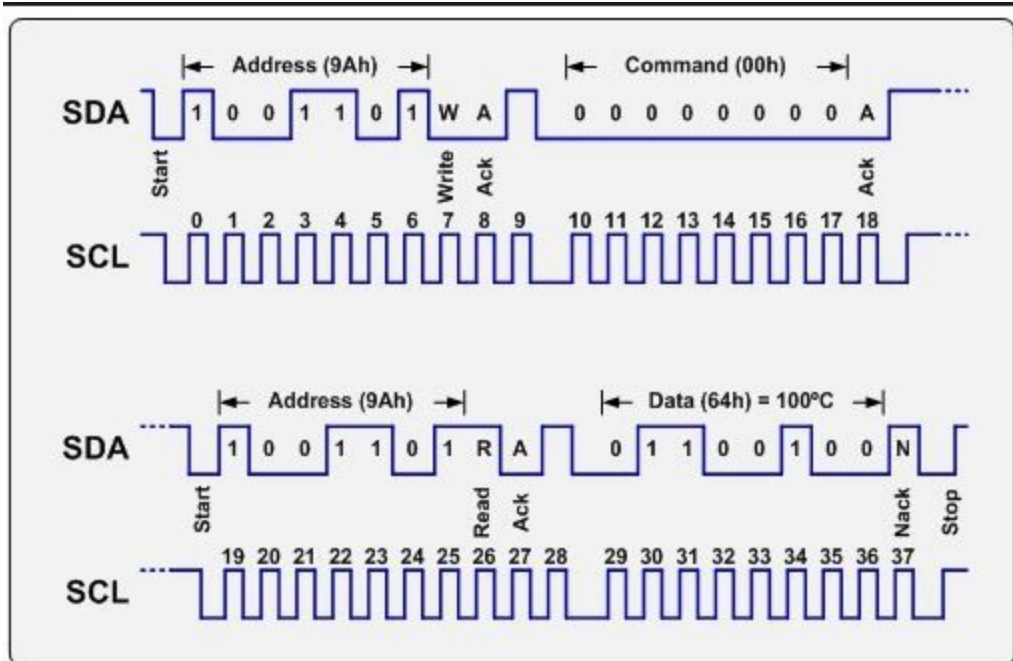 Address (9Ah) Command (00h)
SDA 1 0 0 1 1 0 1 W A 0 0 0 0 0 0 0 0 A
Start Write Ack Ack
0 1 2 3 4 5 6 7 8 9 10 11 12 13 14 15 16 17 18
SCL
Address (9Ah) Data (64h) = 100ºC
SDA 1 0 0 1 1 0 1 R A 0 1 1 0 0 1 0 0 N
Start Read Ack Nack Stop
19 20 21 22 23 24 25 26 27 28 29 30 31 32 33 34 35 36 37
SCL